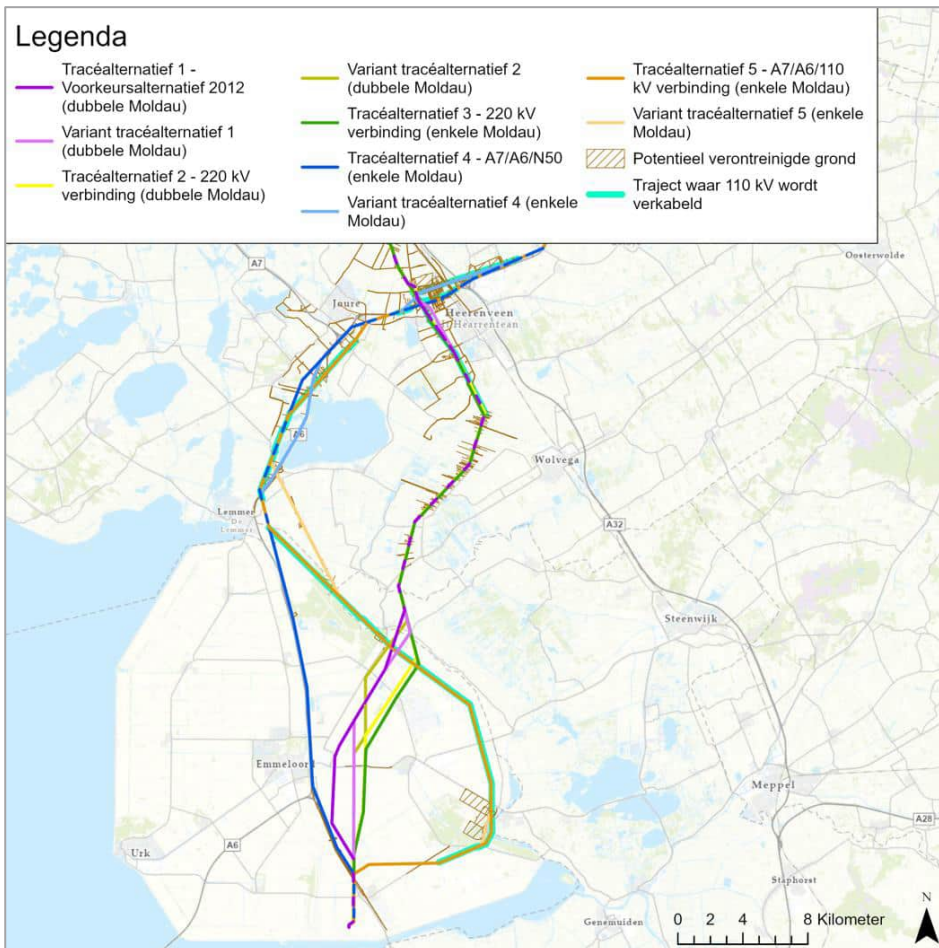 Legenda
Tracéalternatief 1 -
Voorkeursalternatief 2012
(dubbele Moldau)
Variant tracéalternatief 1
(dubbele Moldau)
Tracéalternatief 2 - 220 kV
verbinding (dubbele Moldau)
Variant tracéalternatief 2
(dubbele Moldau)
Tracéalternatief 3 - 220 kV
verbinding (enkele Moldau)
Tracéalternatief 4 - A7/A6/N50
(enkele Moldau)
Variant tracéalternatief 4 (enkele
Moldau)
Tracéalternatief 5 - A7/A6/110
kV verbinding (enkele Moldau)
Variant tracéalternatief 5 (enkele
Moldau)
Potentieel verontreinigde grond
Traject waar 110 kV wordt
verkabeld
Oosterwolde
A7
Joure
Heerenveen
Hearrenfean
A6
Wolvega
Lemmer
De
Lemmer
A32
Steenwijk
Emmeloord
Meppel
A28
Urk
A6
Staphorst
Genemuiden
N
0 2 4 8 Kilometer